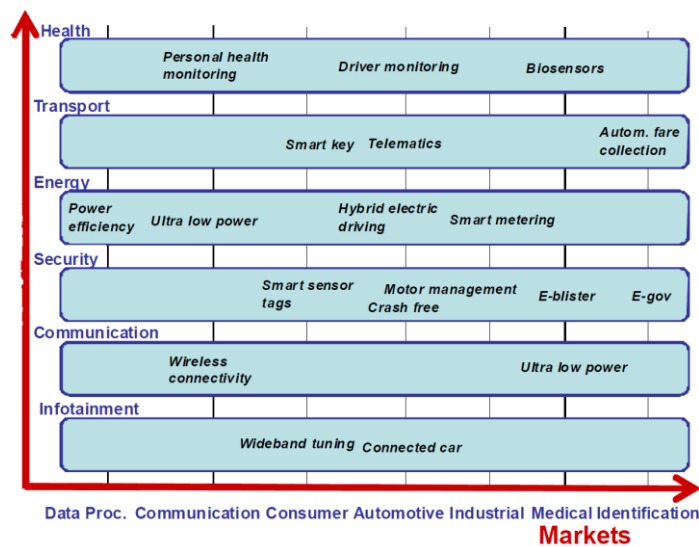 Health
Personal health
monitoring
Driver monitoring
Biosensors
Transport
Smart key
Telematics
Autom. fare
collection
Energy
Power
efficiency
Ultra low power
Hybrid electric
driving
Smart metering
Security
Smart sensor
tags
Motor management
Crash free
E-blister
E-gov
Communication
Wireless
connectivity
Ultra low power
Infotainment
Wideband tuning
Connected car
Data Proc. Communication Consumer Automotive Industrial Medical Identification
Markets